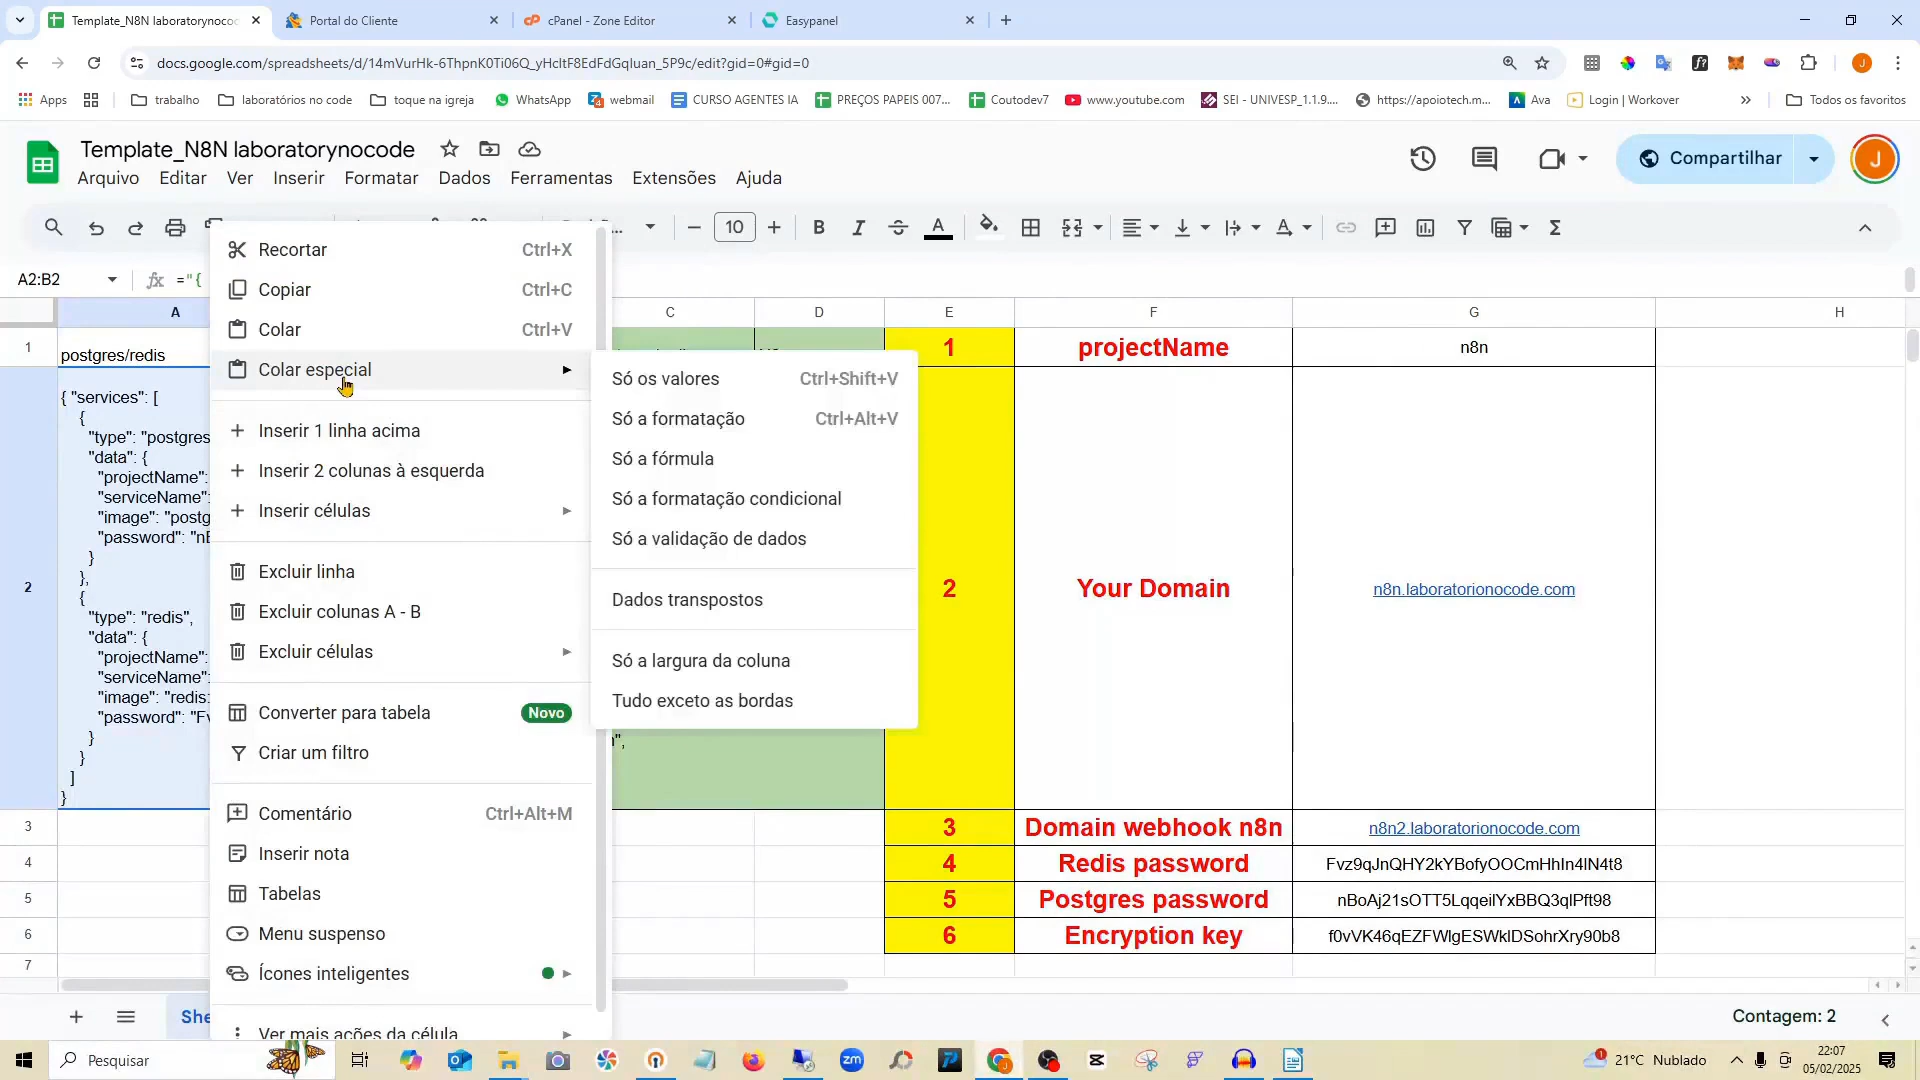 Template_N8N laboratorynocod
Portal do Cliente
cPanel - Zone Editor
Easypanel
docs.google.com/spreadsheets/d/14mVurHk-6ThpnK0Ti06Q_yHcItF8EdFdGqIuan_5P9c/edit?gid=0#gid=0
J
Apps
trabalho
laboratórios no code
toque na igreja
WhatsApp
webmail
CURSO AGENTES IA
PREÇOS PAPEIS 007...
Coutodev7
www.youtube.com
SEI - UNIVESP_1.1.9....
https://apoiotech.m...
Ava
Login | Workover
Todos os favoritos
Template_N8N laboratorynocode
Compartilhar
J
Arquivo Editar Ver Inserir Formatar Dados Ferramentas Extensões Ajuda
10
A2:B2
="{
A C D E F G H
1 postgres/redis
1 projectName n8n
2
{ "services": [
{
"type": "postgres
"data": {
"projectName":
"serviceName":
"image": "postg
"password": "nB
}
},
{
"type": "redis",
"data": {
"projectName":
"serviceName":
"image": "redis:
"password": "Fv
}
}
]
}
Recortar Ctrl+X
Copiar Ctrl+C
Colar Ctrl+V
Colar especial
Inserir 1 linha acima
Inserir 2 colunas à esquerda
Inserir células
Excluir linha
Excluir colunas A - B
Excluir células
Converter para tabela Novo
Criar um filtro
Comentário Ctrl+Alt+M
Inserir nota
Tabelas
Menu suspenso
Ícones inteligentes
Ver mais ações da célula
Só os valores Ctrl+Shift+V
Só a formatação Ctrl+Alt+V
Só a fórmula
Só a formatação condicional
Só a validação de dados
Dados transpostos
Só a largura da coluna
Tudo exceto as bordas
",
2 Your Domain n8n.laboratorionocode.com
3
3 Domain webhook n8n n8n2.laboratorionocode.com
4
4 Redis password Fvz9qJnQHY2kYBofyOOCmHhIn4lN4t8
5
5 Postgres password nBoAj21sOTT5LqqeilYxBBQ3qlPft98
6
6 Encryption key f0vVK46qEZFWlgESWklDSohrXry90b8
7
She
Contagem: 2
Pesquisar
21°C Nublado
22:07
05/02/2025